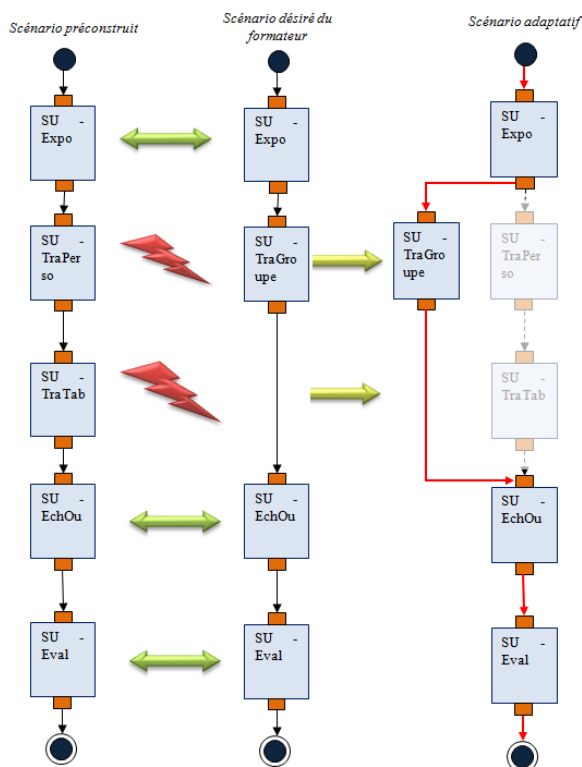 Scénario préconstruit
Scénario désiré du
formateur
Scénario adaptatif
SU -
Expo
SU -
Expo
SU -
Expo
SU -
TraPer
so
SU -
TraGro
upe
SU -
TraGro
upe
SU -
TraPer
so
SU -
TraTab
SU -
TraTab
SU -
EchOu
SU -
EchOu
SU -
EchOu
SU -
Eval
SU -
Eval
SU -
Eval